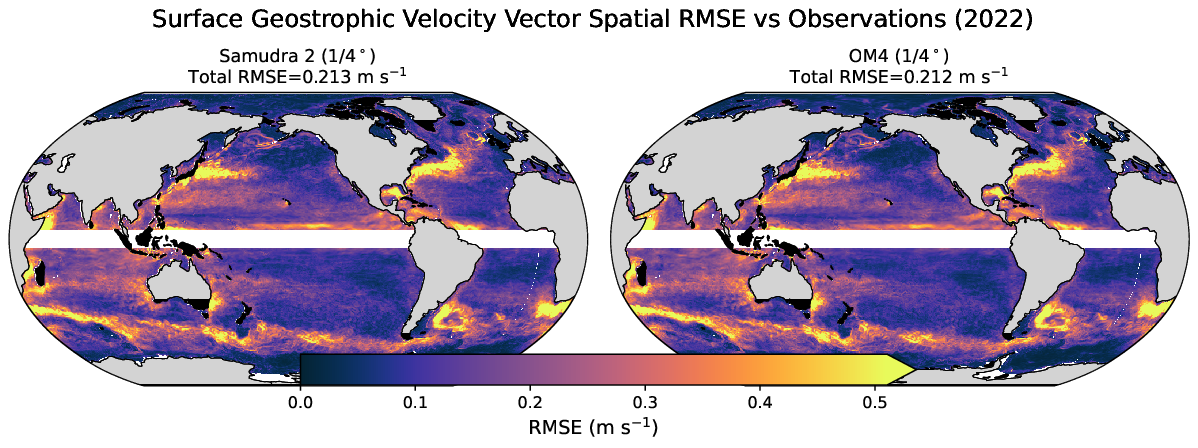 Surface Geostrophic Velocity Vector Spatial RMSE vs Observations (2022)
Samudra 2 (1/4°)
Total RMSE=0.213 m s⁻¹
OM4 (1/4°)
Total RMSE=0.212 m s⁻¹
0.0 0.1 0.2 0.3 0.4 0.5
RMSE (m s⁻¹)